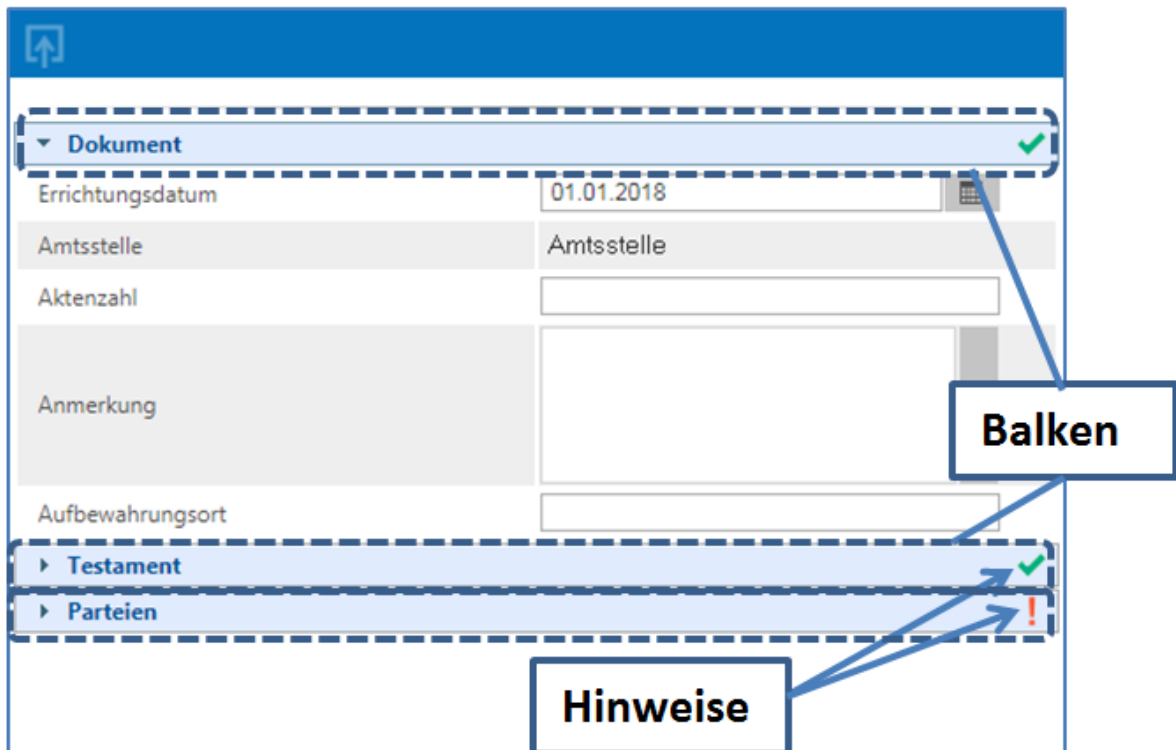 Dokument
Errichtungsdatum 01.01.2018
Amtsstelle Amtsstelle
Aktenzahl
Anmerkung
Balken
Aufbewahrungsort
Testament
Parteien !
Hinweise